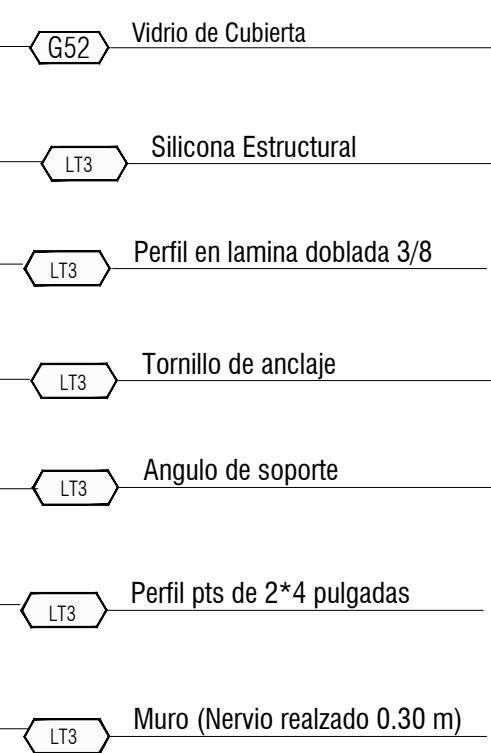 G52 Vidrio de Cubierta
LT3 Silicona Estructural
LT3 Perfil en lamina doblada 3/8
LT3 Tornillo de anclaje
LT3 Angulo de soporte
LT3 Perfil pts de 2*4 pulgadas
LT3 Muro (Nervio realzado 0.30 m)